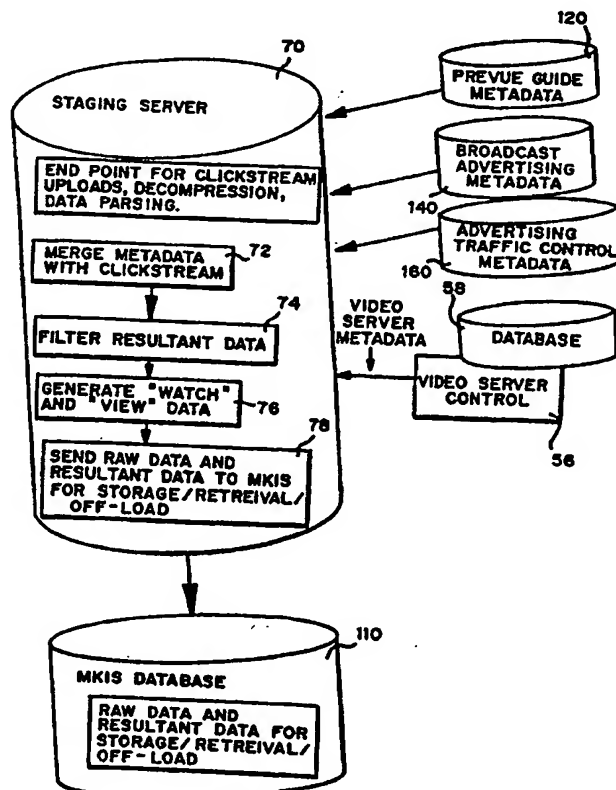 70
STAGING SERVER
END POINT FOR CLICKSTREAM
UPLOADS, DECOMPRESSION,
DATA PARSING.
72
MERGE METADATA
WITH CLICKSTREAM
74
FILTER RESULTANT DATA
GENERATE "WATCH"
AND "VIEW" DATA
76
78
SEND RAW DATA AND
RESULTANT DATA TO MKIS
FOR STORAGE/RETREIVAL/
OFF-LOAD
120
PREVUE GUIDE
METADATA
BROADCAST
ADVERTISING
METADATA
140
ADVERTISING
TRAFFIC CONTROL
METADATA
160
58
DATABASE
VIDEO
SERVER
METADATA
VIDEO SERVER
CONTROL
56
110
MKIS DATABASE
RAW DATA AND
RESULTANT DATA FOR
STORAGE/RETREIVAL/
OFF-LOAD